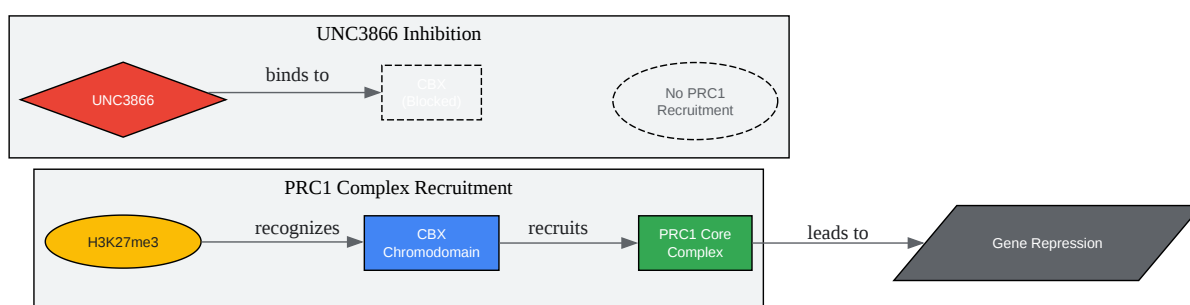 UNC3866 Inhibition
UNC3866
binds to
CBX
(Blocked)
No PRC1
Recruitment
PRC1 Complex Recruitment
H3K27me3
recognizes
CBX
Chromodomain
recruits
PRC1 Core
Complex
leads to
Gene Repression